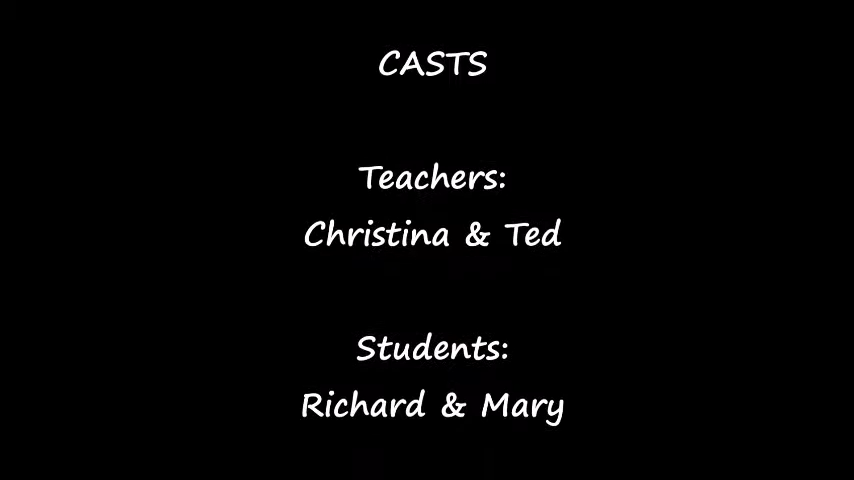 CASTS
Teachers:
Christina & Ted
Students:
Richard & Mary